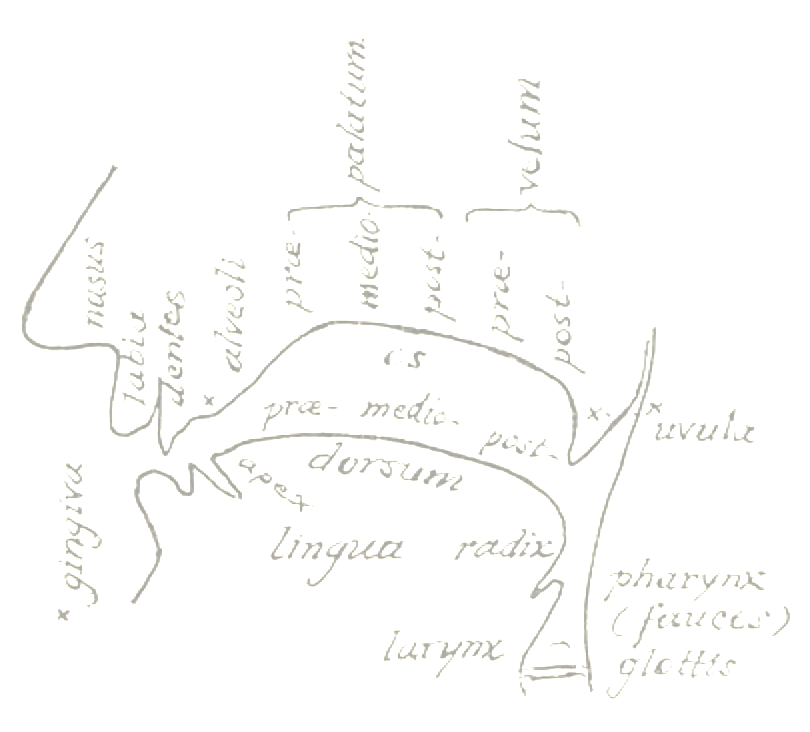 palatum
velum
nasus
labia
dentes
× alveoli
præ-
medio-
post-
præ-
post-
os
præ- medio- post-
× ×
uvula
dorsum
apex
× gingiva
lingua
radix
pharynx
(fauces)
larynx
glottis